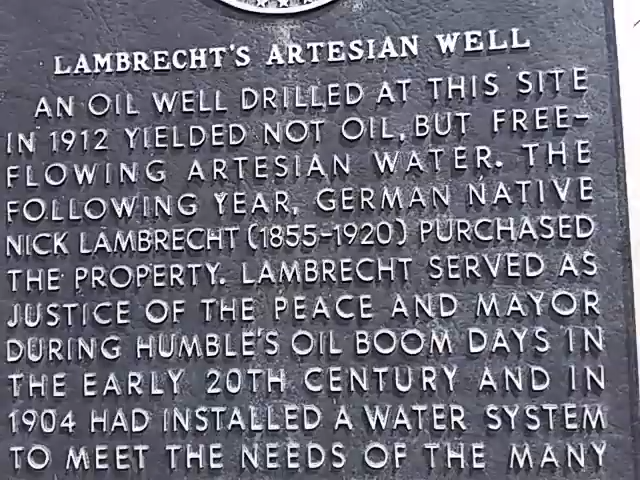 LAMBRECHT'S ARTESIAN WELL
AN OIL WELL DRILLED AT THIS SITE
IN 1912 YIELDED NOT OIL, BUT FREE-
FLOWING ARTESIAN WATER. THE
FOLLOWING YEAR, GERMAN NATIVE
NICK LAMBRECHT (1855-1920) PURCHASED
THE PROPERTY. LAMBRECHT SERVED AS
JUSTICE OF THE PEACE AND MAYOR
DURING HUMBLE'S OIL BOOM DAYS IN
THE EARLY 20TH CENTURY AND IN
1904 HAD INSTALLED A WATER SYSTEM
TO MEET THE NEEDS OF THE MANY